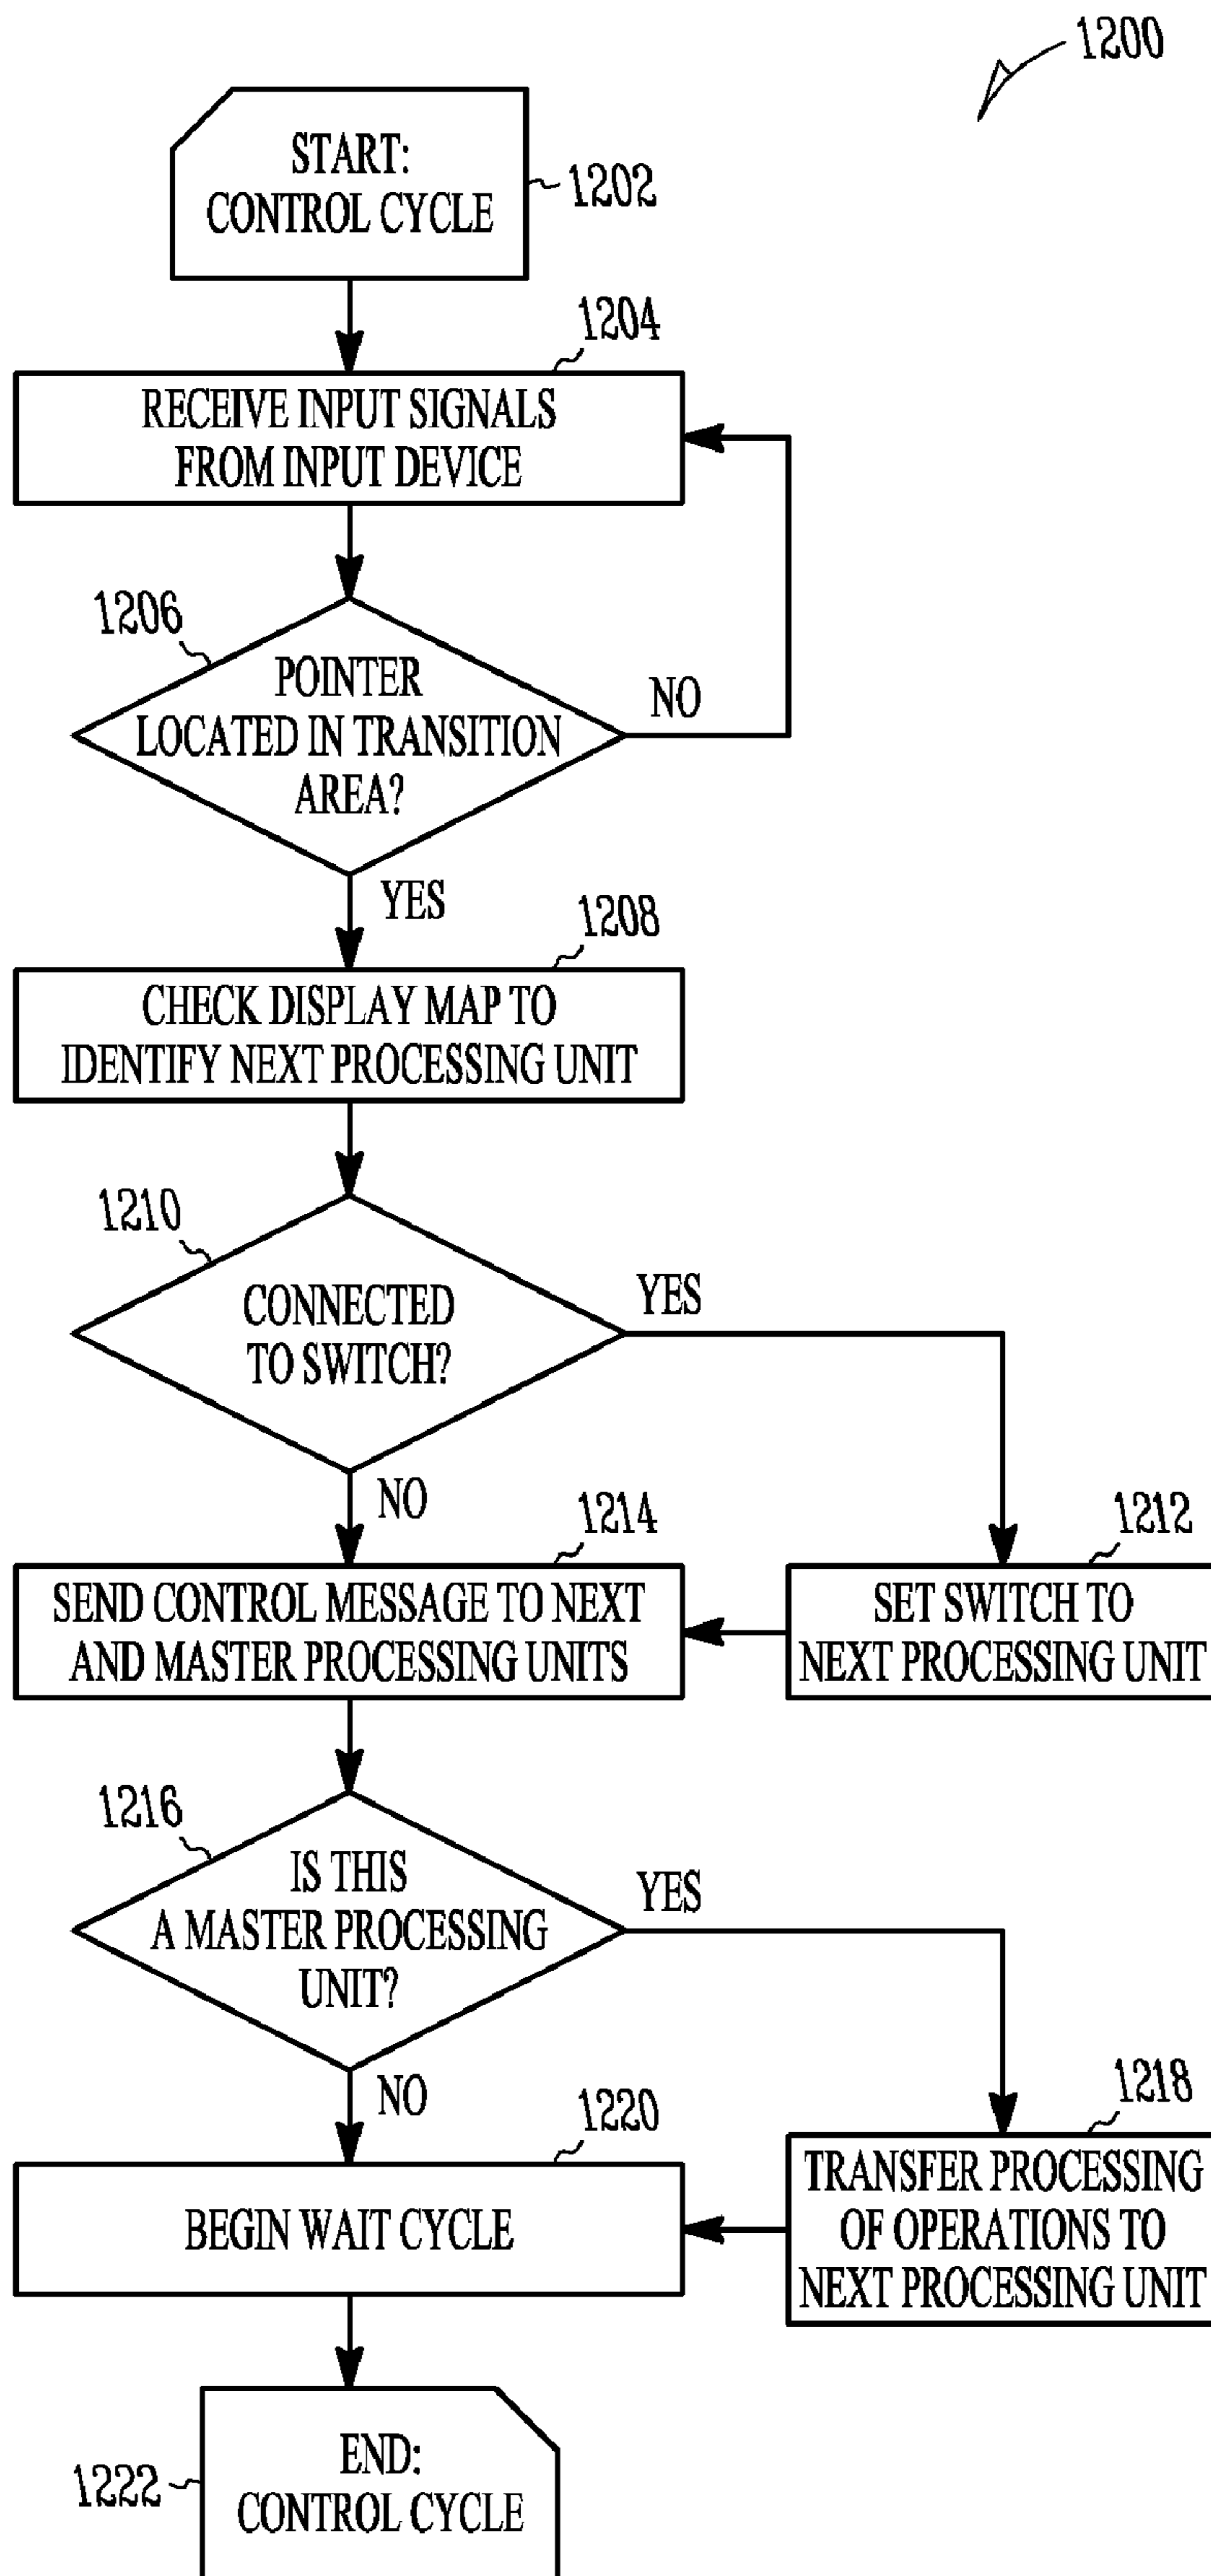 1200
START:
CONTROL CYCLE
1202
1204
RECEIVE INPUT SIGNALS
FROM INPUT DEVICE
1206
POINTER
LOCATED IN TRANSITION
AREA?
NO
YES
1208
CHECK DISPLAY MAP TO
IDENTIFY NEXT PROCESSING UNIT
1210
CONNECTED
TO SWITCH?
YES
NO
1214
SEND CONTROL MESSAGE TO NEXT
AND MASTER PROCESSING UNITS
1212
SET SWITCH TO
NEXT PROCESSING UNIT
1216
IS THIS
A MASTER PROCESSING
UNIT?
YES
NO
1220
BEGIN WAIT CYCLE
1218
TRANSFER PROCESSING
OF OPERATIONS TO
NEXT PROCESSING UNIT
1222
END:
CONTROL CYCLE